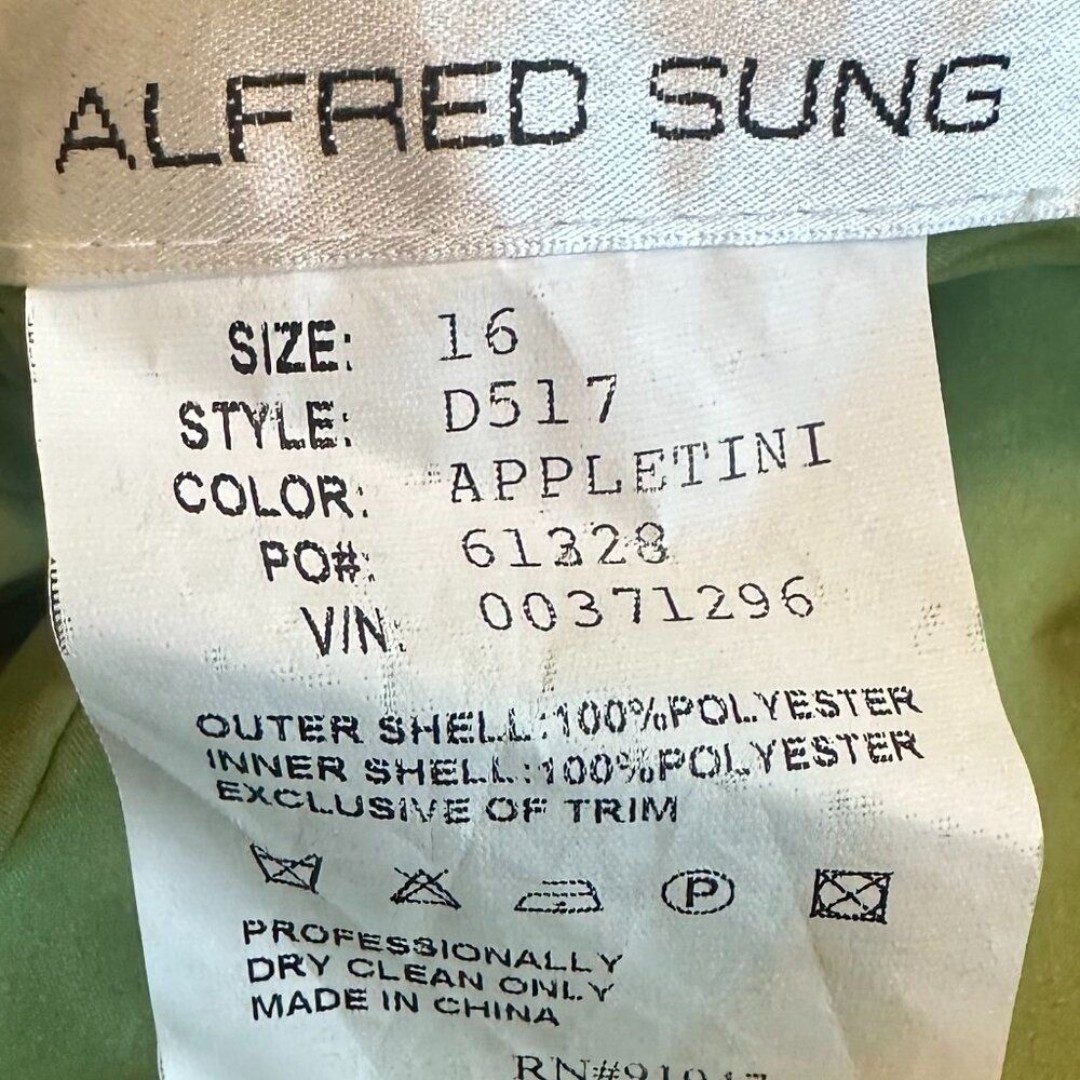 ALFRED SUNG
SIZE: 16
STYLE: D517
COLOR: APPLETINI
PO#: 61328
V/N: 00371296
OUTER SHELL:100%POLYESTER
INNER SHELL:100%POLYESTER
EXCLUSIVE OF TRIM
P
PROFESSIONALLY
DRY CLEAN ONLY
MADE IN CHINA